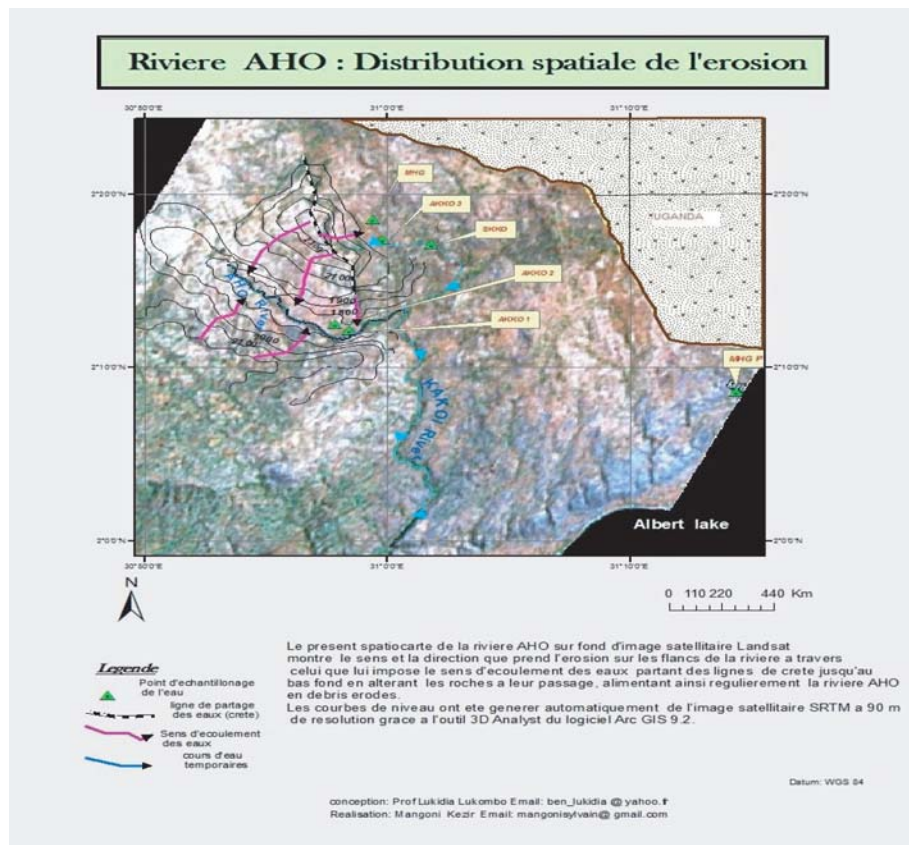 Riviere AHO : Distribution spatiale de l'erosion
30°50'0"E 31°0'0"E 31°10'0"E
2°20'0"N 2°20'0"N
MHG
AKKO 3
UGANDA
AKKO 2
2100
1900
1800
AHO River
AKKO 1
2°10'0"N 2°10'0"N
MHG P
KAKOI River
Albert lake
2°0'0"N 2°0'0"N
30°50'0"E 31°0'0"E 31°10'0"E
N
0 110 220 440 Km
Legende
Point d'echantillonage
de l'eau
ligne de partage
des eaux (crete)
Sens d'ecoulement
des eaux
cours d'eau
temporaires
Le present spatiocarte de la riviere AHO sur fond d'image satellitaire Landsat
montre le sens et la direction que prend l'erosion sur les flancs de la riviere a travers
celui que lui impose le sens d'ecoulement des eaux partant des lignes de crete jusqu'au
bas fond en alterant les roches a leur passage, alimentant ainsi regulierement la riviere AHO
en debris erodes.
Les courbes de niveau ont ete generer automatiquement de l'image satellitaire SRTM a 90 m
de resolution grace a l'outil 3D Analyst du logiciel Arc GIS 9.2.
Datum: WGS 84
conception: Prof Lukidia Lukombo Email: ben_lukidia @ yahoo.fr
Realisation: Mangoni Kezir Email: mangonisylvain@ gmail.com